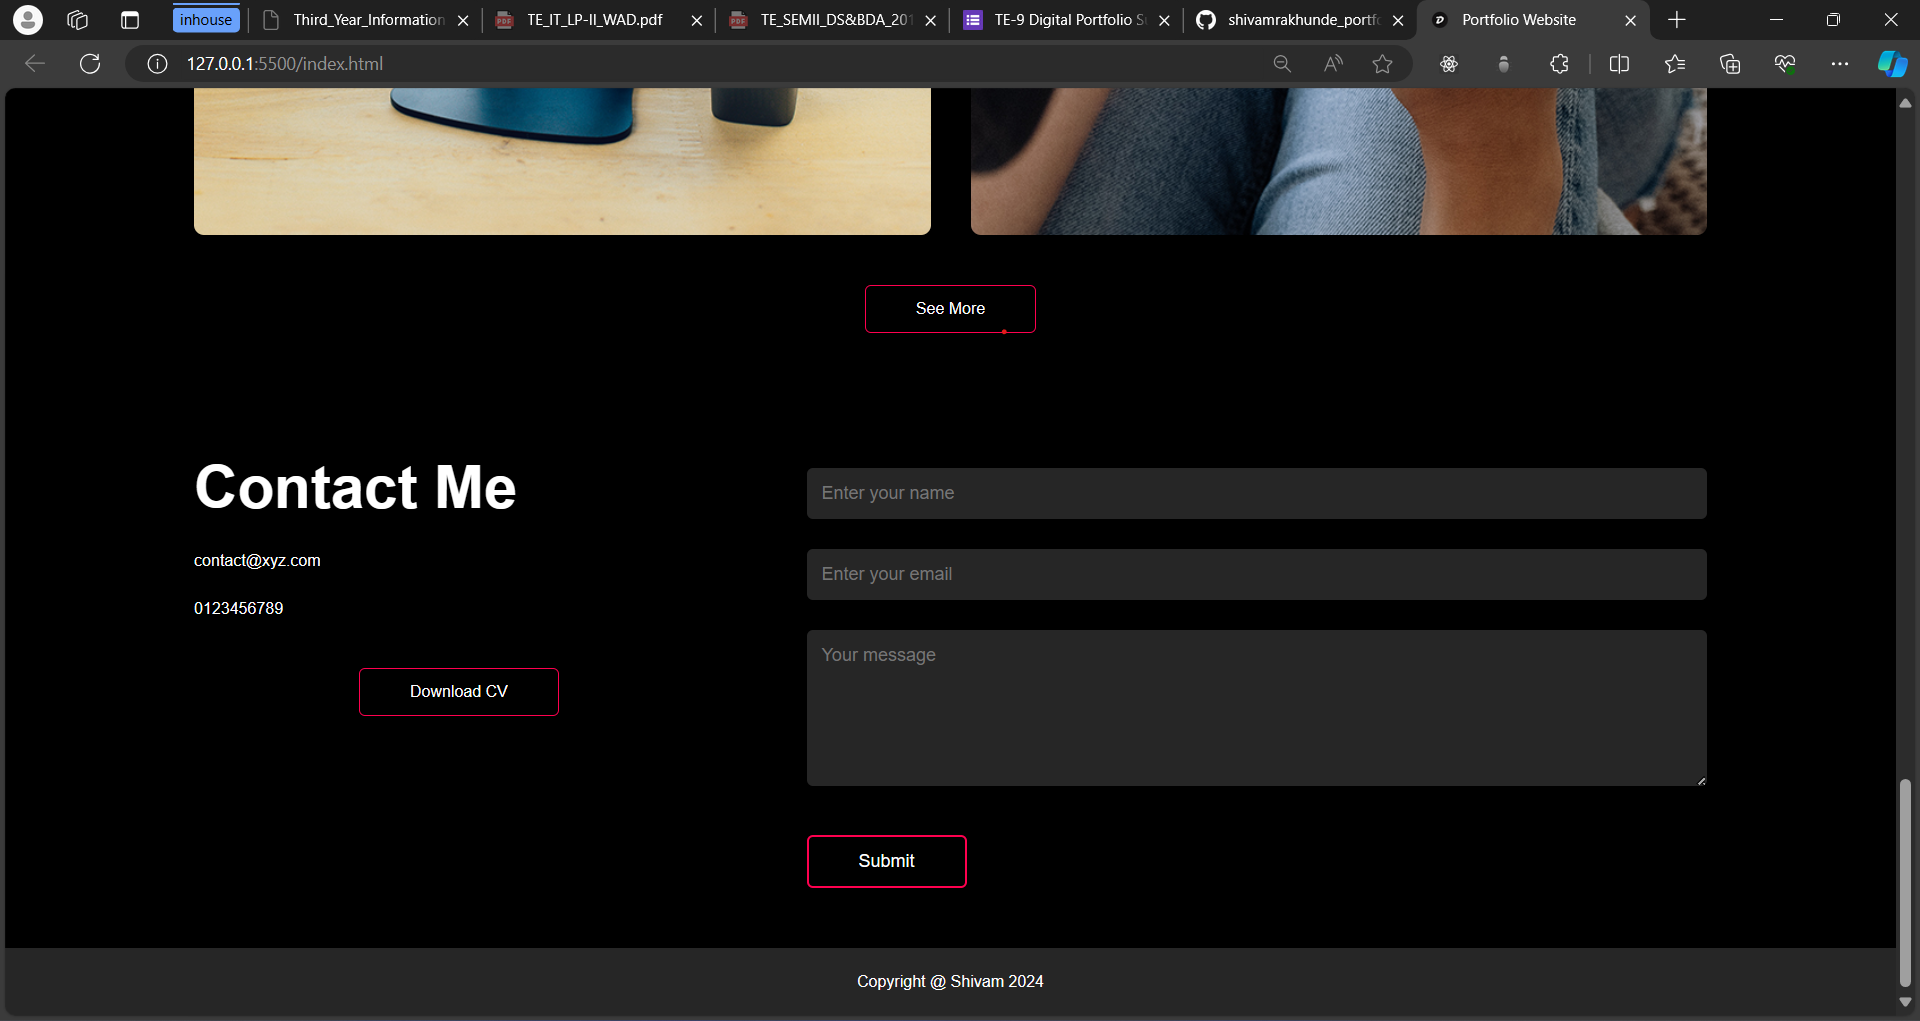 inhouse
Third_Year_Information
TE_IT_LP-II_WAD.pdf
TE_SEMII_DS&BDA_201
TE-9 Digital Portfolio S
shivamrakhunde_portf
Portfolio Website
127.0.0.1:5500/index.html
See More
Contact Me
contact@xyz.com
0123456789
Download CV
Enter your name
Enter your email
Your message
Submit
Copyright @ Shivam 2024